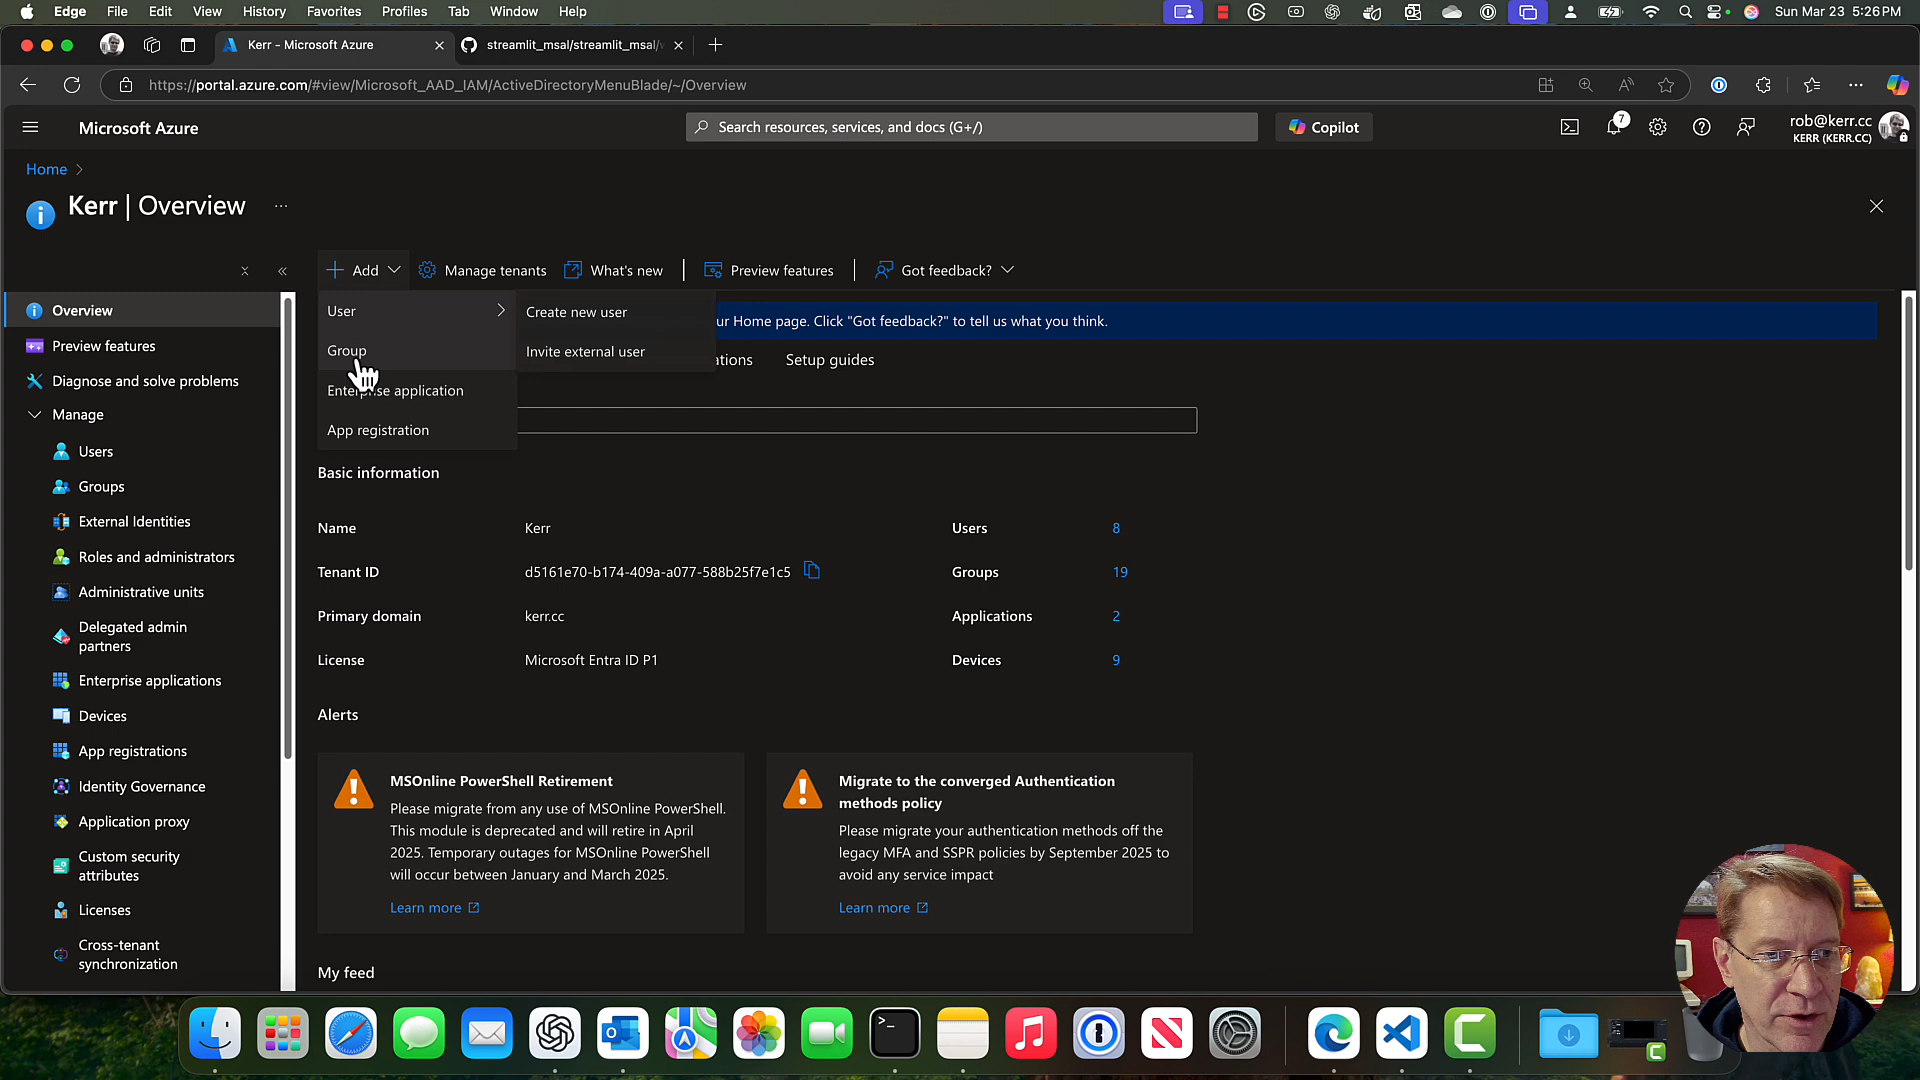 Edge File Edit View History Favorites Profiles Tab Window Help
Sun Mar 23 5:26 PM
Kerr - Microsoft Azure
streamlit_msal/streamlit_msal/
https://portal.azure.com/#view/Microsoft_AAD_IAM/ActiveDirectoryMenuBlade/~/Overview
Microsoft Azure
Search resources, services, and docs (G+/)
Copilot
7
rob@kerr.cc
KERR (KERR.CC)
Home
Kerr | Overview
Add
Manage tenants
What's new
Preview features
Got feedback?
Overview
Preview features
Diagnose and solve problems
Manage
Users
Groups
External Identities
Roles and administrators
Administrative units
Delegated admin
partners
Enterprise applications
Devices
App registrations
Identity Governance
Application proxy
Custom security
attributes
Licenses
Cross-tenant
synchronization
User
Group
Enterprise application
App registration
Create new user
Invite external user
ur Home page. Click "Got feedback?" to tell us what you think.
ations
Setup guides
Basic information
Name Kerr Users 8
Tenant ID d5161e70-b174-409a-a077-588b25f7e1c5 Groups 19
Primary domain kerr.cc Applications 2
License Microsoft Entra ID P1 Devices 9
Alerts
MSOnline PowerShell Retirement
Please migrate from any use of MSOnline PowerShell.
This module is deprecated and will retire in April
2025. Temporary outages for MSOnline PowerShell
will occur between January and March 2025.
Learn more
Migrate to the converged Authentication
methods policy
Please migrate your authentication methods off the
legacy MFA and SSPR policies by September 2025 to
avoid any service impact
Learn more
My feed